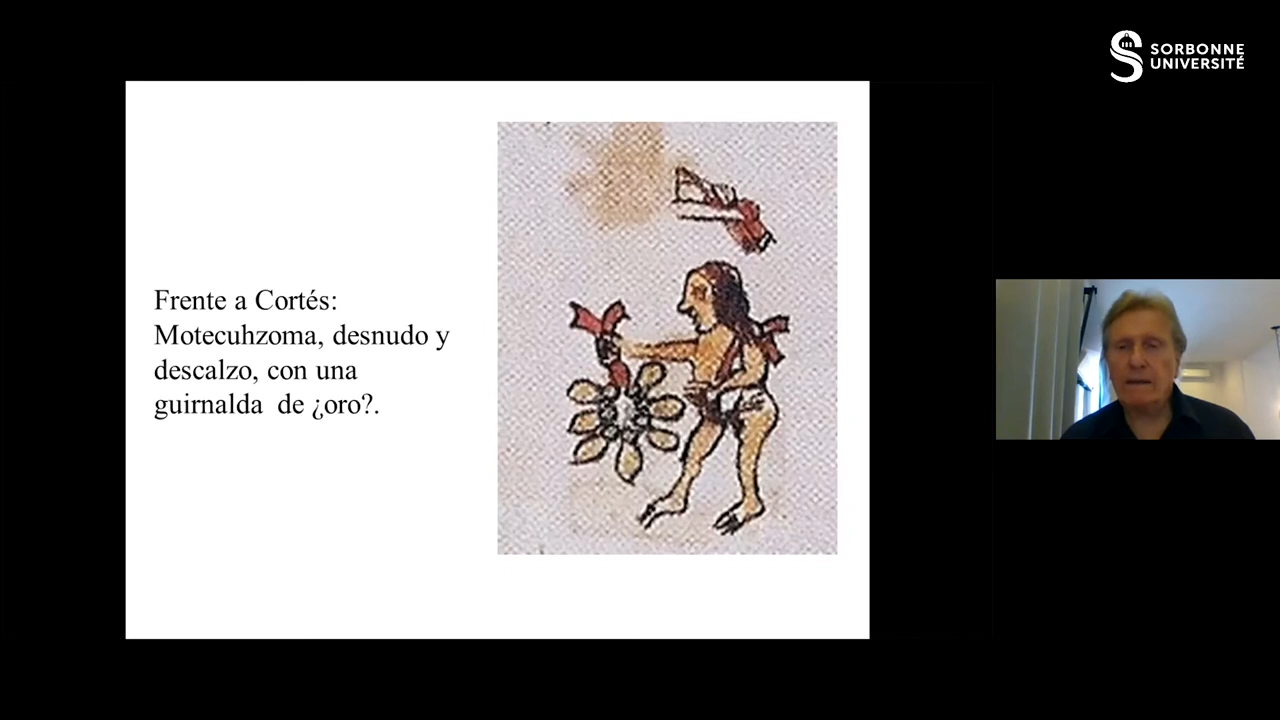 SORBONNE
UNIVERSITÉ
Frente a Cortés:
Motecuhzoma, desnudo y
descalzo, con una
guirnalda de ¿oro?.